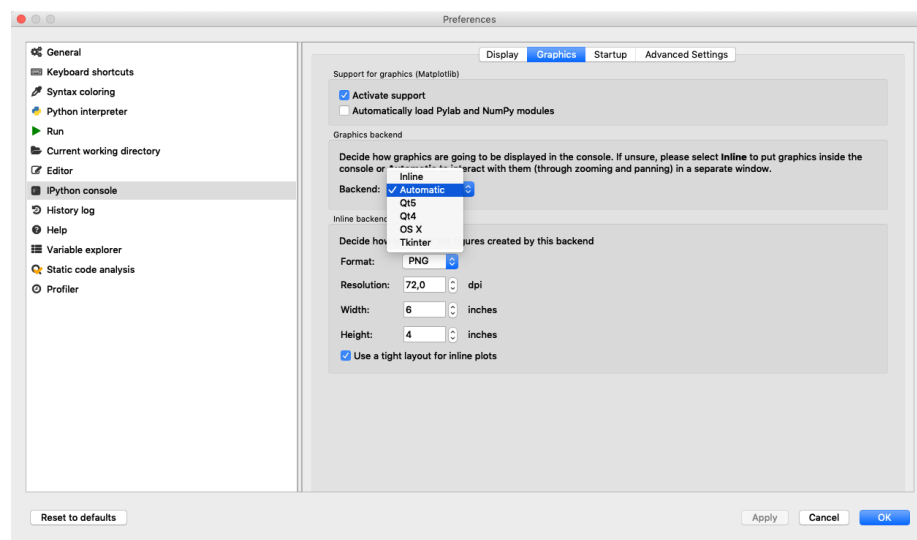 Preferences
General
Keyboard shortcuts
Syntax coloring
Python interpreter
Run
Current working directory
Editor
IPython console
History log
Help
Variable explorer
Static code analysis
Profiler
Display Graphics Startup Advanced Settings
Support for graphics (Matplotlib)
Activate support
Automatically load Pylab and NumPy modules
Graphics backend
Decide how graphics are going to be displayed in the console. If unsure, please select Inline to put graphics inside the
console or Automatic to interact with them (through zooming and panning) in a separate window.
Backend:
Inline
✓ Automatic
Qt5
Qt4
OS X
Tkinter
Inline backend
Decide how figures created by this backend
Format: PNG
Resolution: 72,0 dpi
Width: 6 inches
Height: 4 inches
Use a tight layout for inline plots
Reset to defaults
Apply Cancel OK